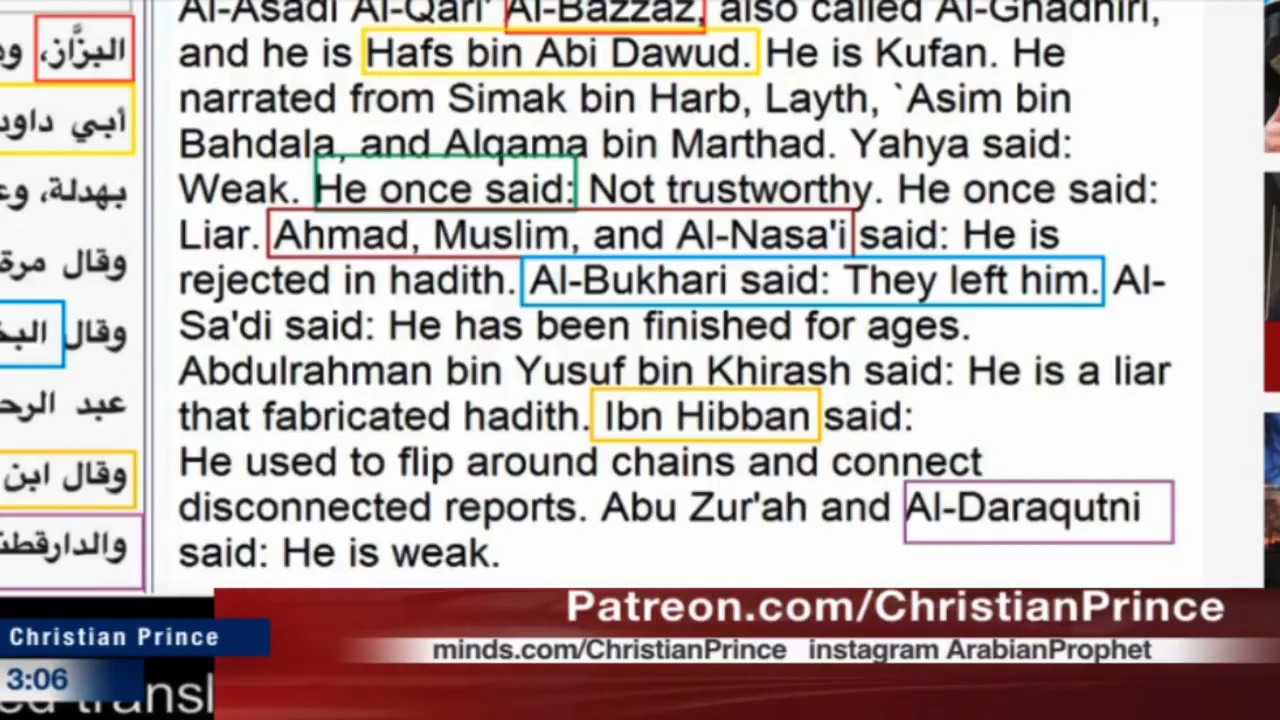 Al-Asadi Al-Qari' Al-Bazzaz, also called Al-Ghadhiri,
and he is Hafs bin Abi Dawud. He is Kufan. He
narrated from Simak bin Harb, Layth, `Asim bin
Bahdala, and Alqama bin Marthad. Yahya said:
Weak. He once said: Not trustworthy. He once said:
Liar. Ahmad, Muslim, and Al-Nasa'i said: He is
rejected in hadith. Al-Bukhari said: They left him. Al-
Sa'di said: He has been finished for ages.
Abdulrahman bin Yusuf bin Khirash said: He is a liar
that fabricated hadith. Ibn Hibban said:
He used to flip around chains and connect
disconnected reports. Abu Zur'ah and Al-Daraqutni
said: He is weak.
البزَّاز،
أبي داود
بهدلة،
وقال مرة
وقال
عبد
وقال ابن
Patreon.com/ChristianPrince
Christian Prince
minds.com/ChristianPrince instagram ArabianProphet
3:06